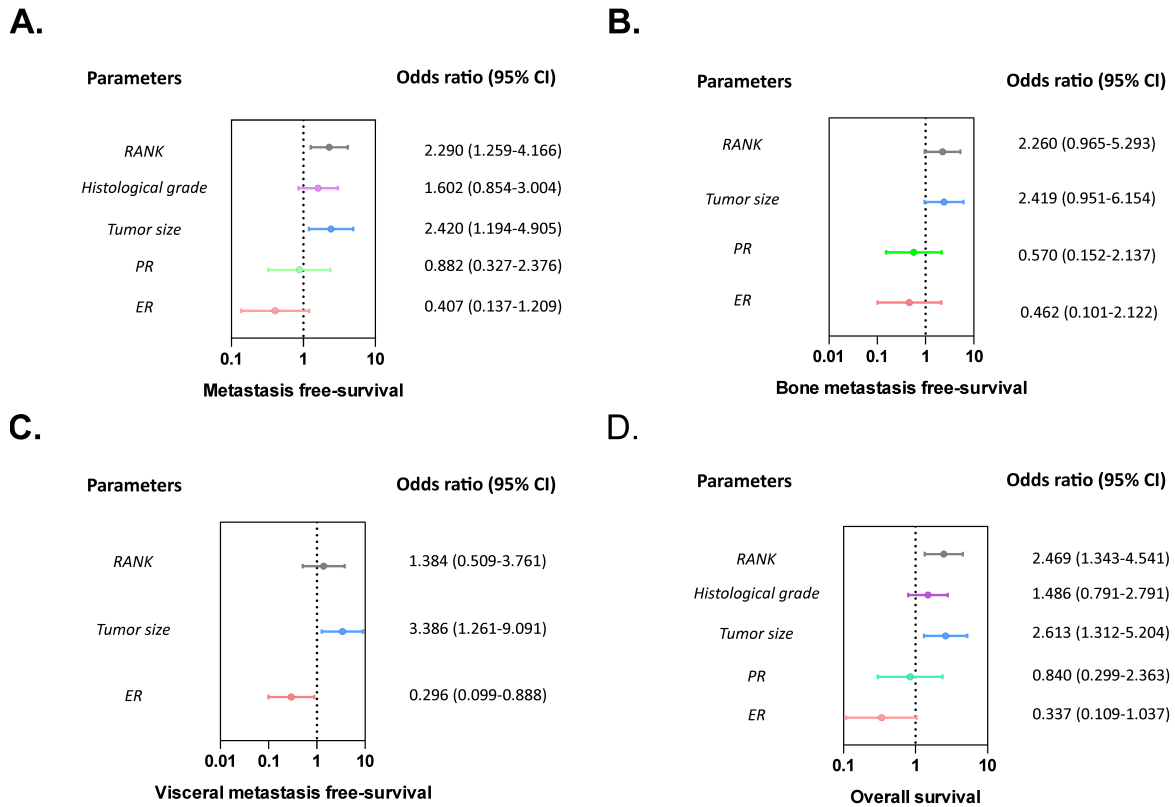 A.
Parameters Odds ratio (95% CI)
RANK 2.290 (1.259-4.166)
Histological grade 1.602 (0.854-3.004)
Tumor size 2.420 (1.194-4.905)
PR 0.882 (0.327-2.376)
ER 0.407 (0.137-1.209)
0.1 1 10
Metastasis free-survival
B.
Parameters Odds ratio (95% CI)
RANK 2.260 (0.965-5.293)
Tumor size 2.419 (0.951-6.154)
PR 0.570 (0.152-2.137)
ER 0.462 (0.101-2.122)
0.01 0.1 1 10
Bone metastasis free-survival
C.
Parameters Odds ratio (95% CI)
RANK 1.384 (0.509-3.761)
Tumor size 3.386 (1.261-9.091)
ER 0.296 (0.099-0.888)
0.01 0.1 1 10
Visceral metastasis free-survival
D.
Parameters Odds ratio (95% CI)
RANK 2.469 (1.343-4.541)
Histological grade 1.486 (0.791-2.791)
Tumor size 2.613 (1.312-5.204)
PR 0.840 (0.299-2.363)
ER 0.337 (0.109-1.037)
0.1 1 10
Overall survival